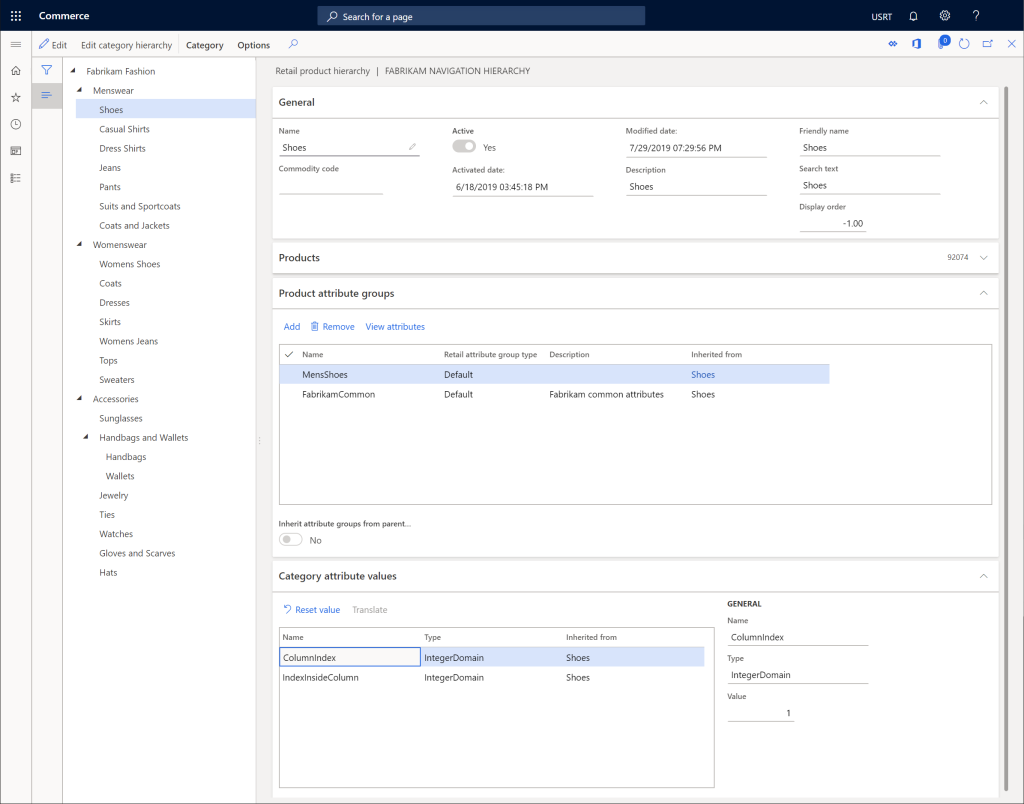 Commerce
Search for a page
USRT
?
Edit
Edit category hierarchy
Category
Options
0
Fabrikam Fashion
Menswear
Shoes
Casual Shirts
Dress Shirts
Jeans
Pants
Suits and Sportcoats
Coats and Jackets
Womenswear
Womens Shoes
Coats
Dresses
Skirts
Womens Jeans
Tops
Sweaters
Accessories
Sunglasses
Handbags and Wallets
Handbags
Wallets
Jewelry
Ties
Watches
Gloves and Scarves
Hats
Retail product hierarchy | FABRIKAM NAVIGATION HIERARCHY
General
Name
Shoes
Commodity code
Active
Yes
Activated date:
6/18/2019 03:45:18 PM
Modified date:
7/29/2019 07:29:56 PM
Description
Shoes
Friendly name
Shoes
Search text
Shoes
Display order
-1.00
Products
92074
Product attribute groups
Add Remove View attributes
Name Retail attribute group type Description Inherited from
MensShoes Default Shoes
FabrikamCommon Default Fabrikam common attributes Shoes
Inherit attribute groups from parent...
No
Category attribute values
Reset value Translate
Name Type Inherited from
ColumnIndex IntegerDomain Shoes
IndexInsideColumn IntegerDomain Shoes
GENERAL
Name
ColumnIndex
Type
IntegerDomain
Value
1